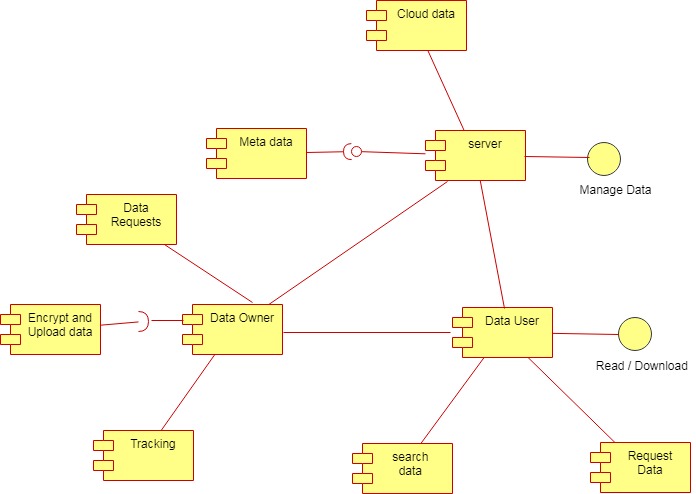 Cloud data
Meta data
server
Manage Data
Data
Requests
Encrypt and
Upload data
Data Owner
Data User
Read / Download
Tracking
search
data
Request
Data